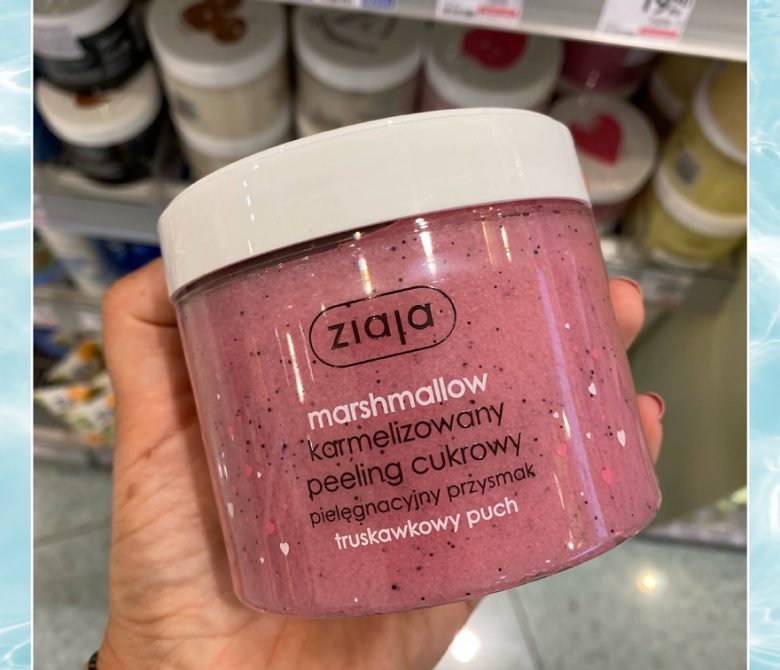 ziaja
marshmallow
karmelizowany
peeling cukrowy
pielęgnacyjny przysmak
truskawkowy puch